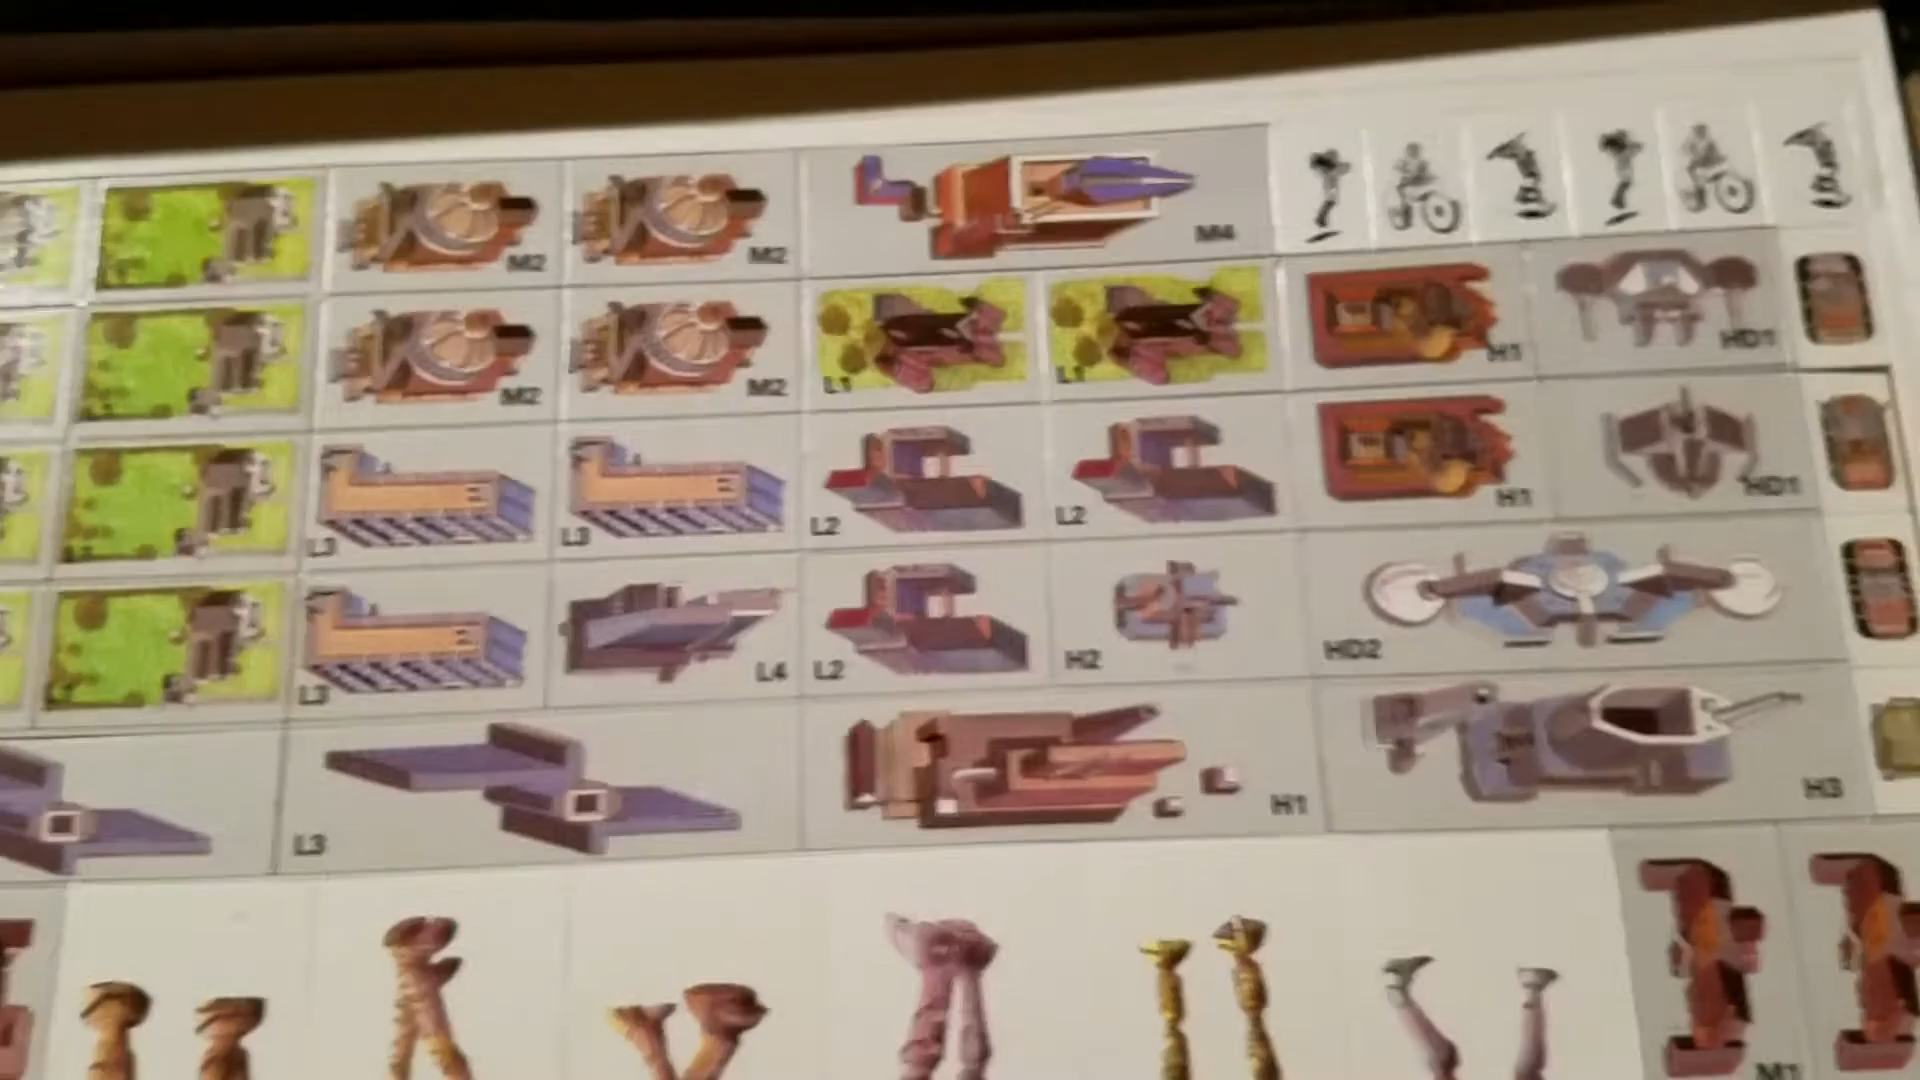 M2 M2 M4
M2 M2 L1 L1 H1 HD1
L3 L3 L2 L2 H1 HD1
L3 L4 L2 H2 HD2
L3 H1 H3
M1